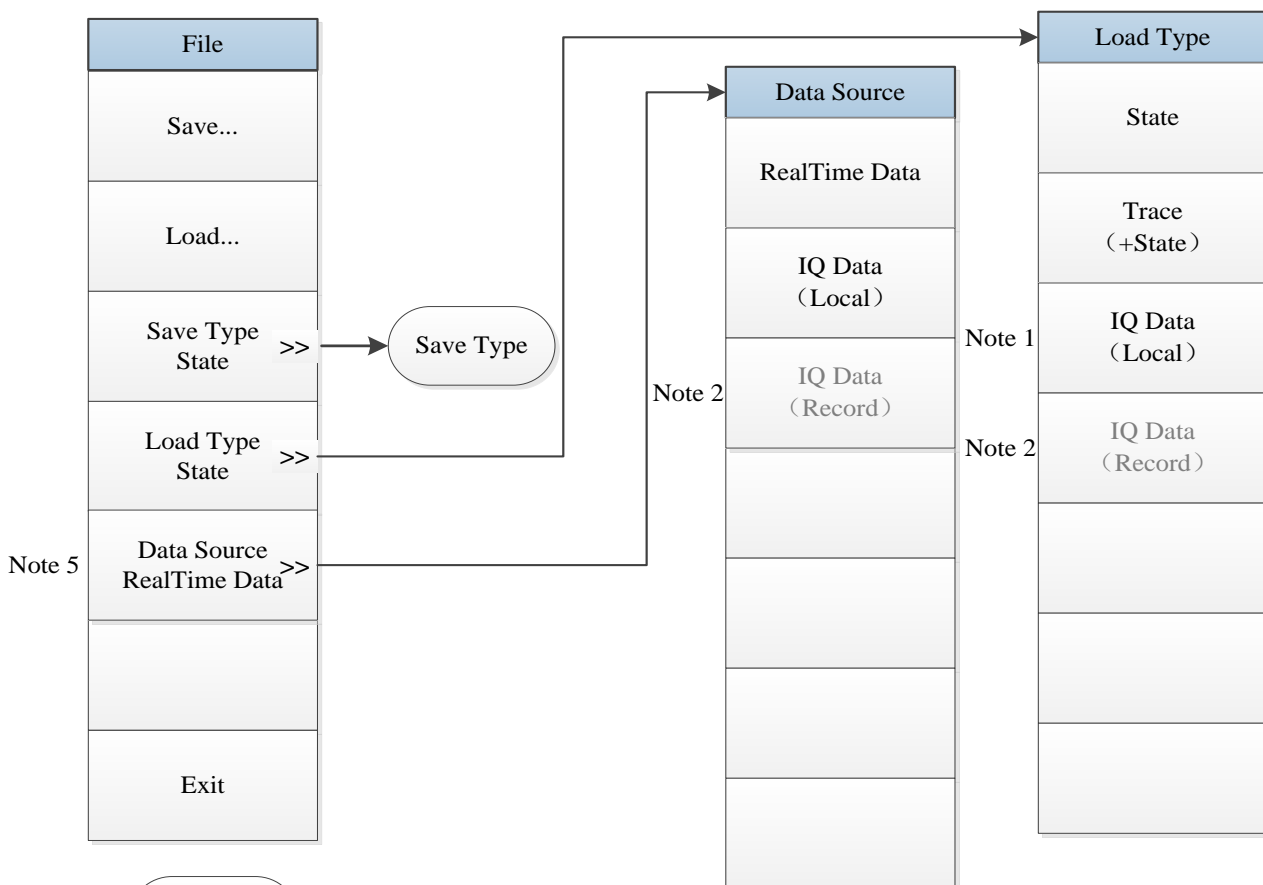 File
Save...
Load...
Save Type
State
>>
Load Type
State
>>
Note 5
Data Source
RealTime Data
>>
Exit
Save Type
Data Source
RealTime Data
IQ Data
（Local）
Note 2
IQ Data
（Record）
Load Type
State
Trace
（+State）
Note 1
IQ Data
（Local）
Note 2
IQ Data
（Record）